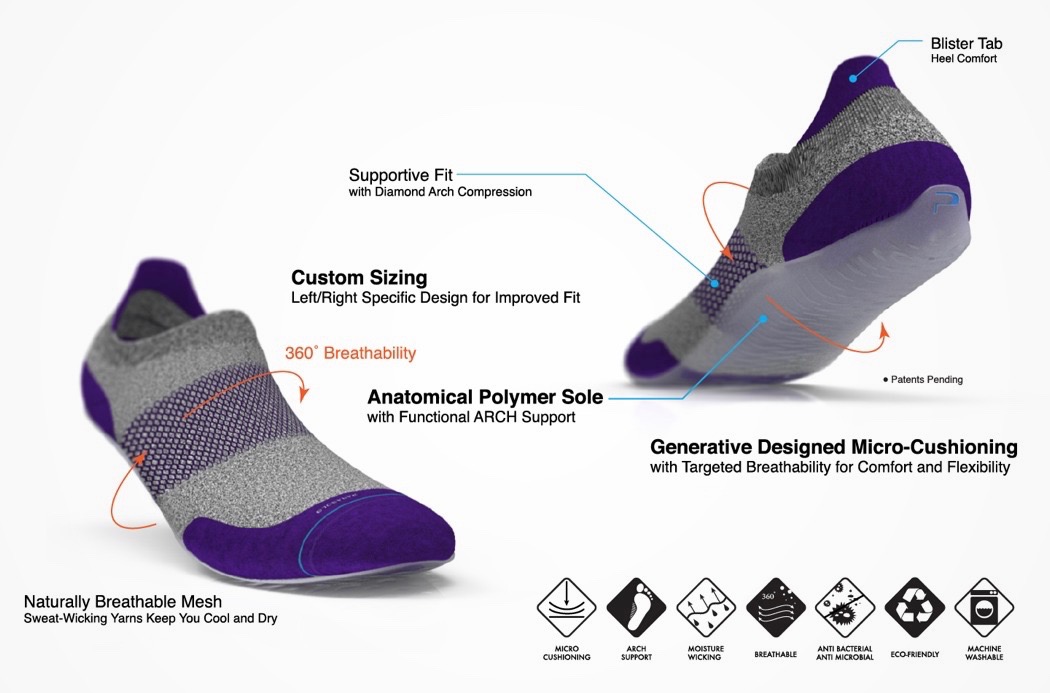 Blister Tab
Heel Comfort
Supportive Fit
with Diamond Arch Compression
Custom Sizing
Left/Right Specific Design for Improved Fit
360° Breathability
Anatomical Polymer Sole
with Functional ARCH Support
• Patents Pending
Generative Designed Micro-Cushioning
with Targeted Breathability for Comfort and Flexibility
Naturally Breathable Mesh
Sweat-Wicking Yarns Keep You Cool and Dry
360°
MICRO
CUSHIONING
ARCH
SUPPORT
MOISTURE
WICKING
BREATHABLE
ANTI BACTERIAL
ANTI MICROBIAL
ECO-FRIENDLY
MACHINE
WASHABLE